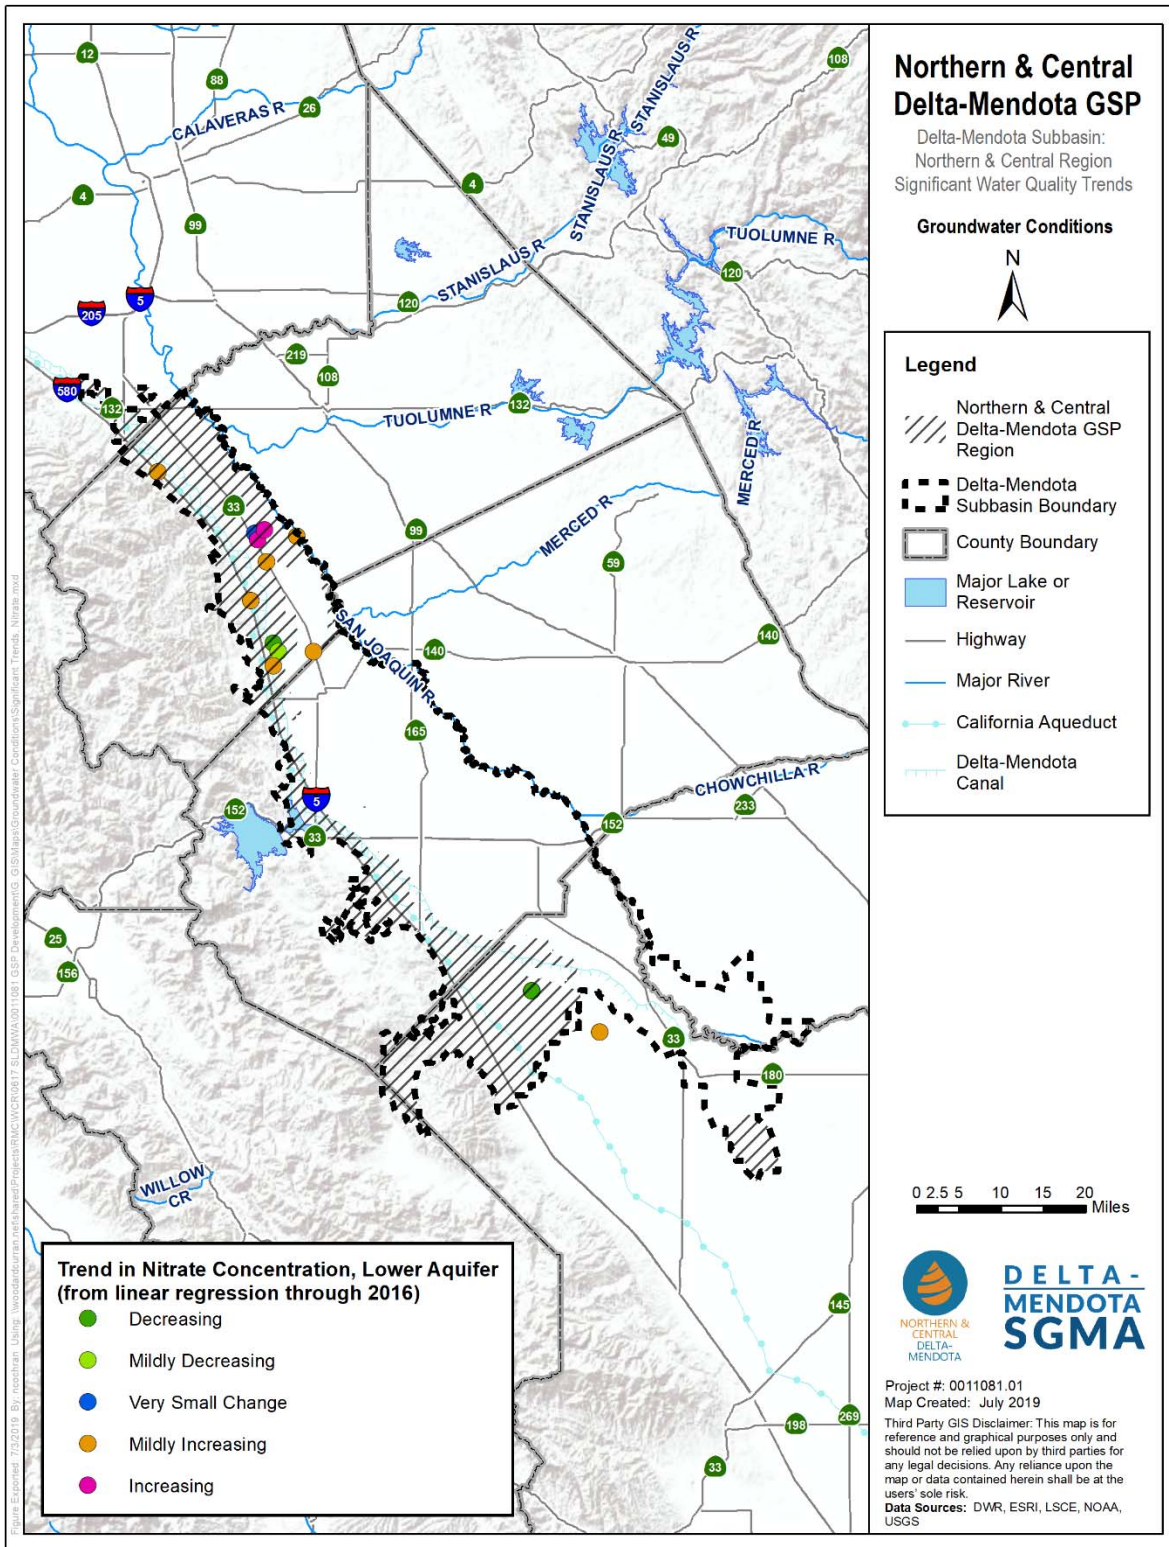 Northern & Central
Delta-Mendota GSP
Delta-Mendota Subbasin:
Northern & Central Region
Significant Water Quality Trends
Groundwater Conditions
N
Legend
Northern & Central
Delta-Mendota GSP
Region
Delta-Mendota
Subbasin Boundary
County Boundary
Major Lake or
Reservoir
Highway
Major River
California Aqueduct
Delta-Mendota
Canal
0 2.5 5 10 15 20
Miles
NORTHERN &
CENTRAL
DELTA-
MENDOTA
DELTA-
MENDOTA
SGMA
Project #: 0011081.01
Map Created: July 2019
Third Party GIS Disclaimer: This map is for
reference and graphical purposes only and
should not be relied upon by third parties for
any legal decisions. Any reliance upon the
map or data contained herein shall be at the
users' sole risk.
Data Sources: DWR, ESRI, LSCE, NOAA,
USGS
12
88
108
26
CALAVERAS R
STANISLAUS R
49
4
4
99
STANISLAUS R
TUOLUMNE R
STANISLAUS R
120
5
205
120
219
108
580
132
132
TUOLUMNE R
MERCED R
33
99
MERCED R
59
SAN JOAQUIN R
140
140
165
CHOWCHILLA R
233
5
152
33
152
25
156
33
180
WILLOW
CR
145
269
198
33
Trend in Nitrate Concentration, Lower Aquifer
(from linear regression through 2016)
Decreasing
Mildly Decreasing
Very Small Change
Mildly Increasing
Increasing